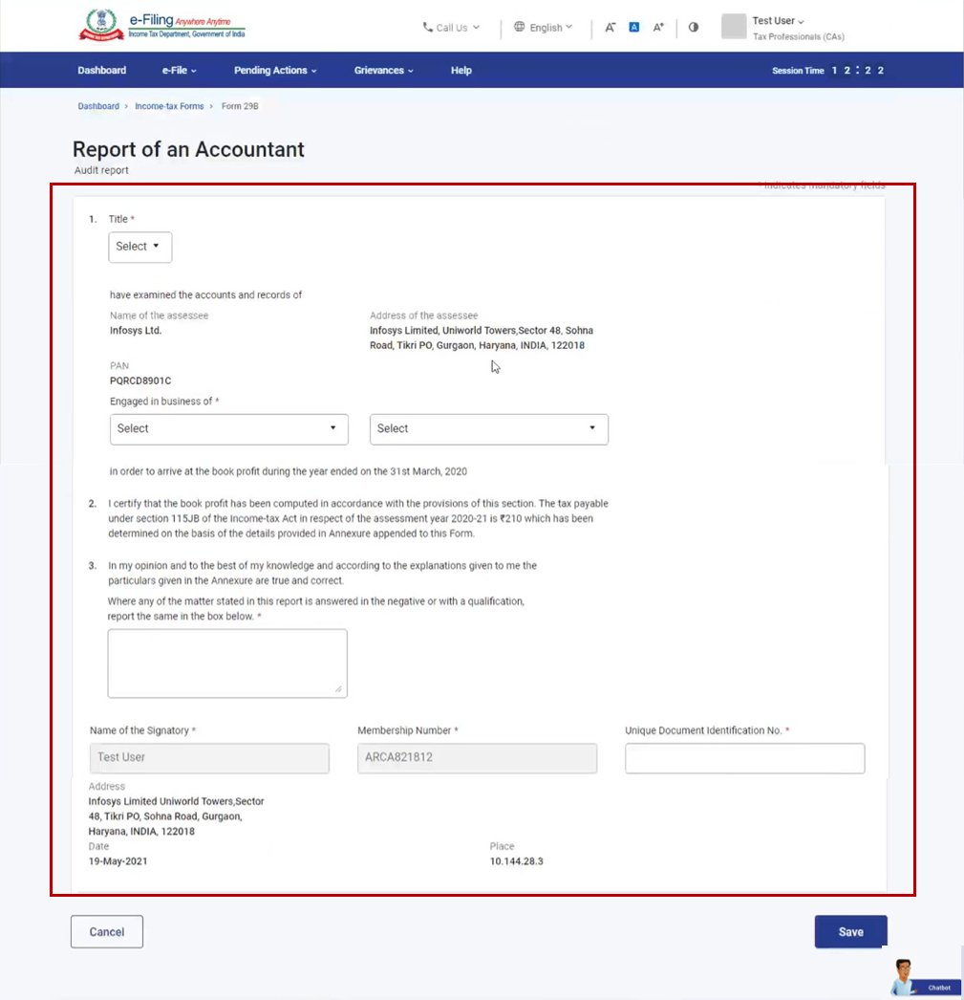 e-Filing Anywhere Anytime
Income Tax Department, Government of India
Call Us
English
A-
A
A+
Test User
Tax Professionals (CAs)
Dashboard e-File Pending Actions Grievances Help
Session Time 1 2 : 2 2
Dashboard > Income-tax Forms > Form 29B
Report of an Accountant
Audit report
* Indicates mandatory fields
1. Title *
Select
have examined the accounts and records of
Name of the assessee
Infosys Ltd.
Address of the assessee
Infosys Limited, Uniworld Towers,Sector 48, Sohna
Road, Tikri PO, Gurgaon, Haryana, INDIA, 122018
PAN
PQRCD8901C
Engaged in business of *
Select
Select
in order to arrive at the book profit during the year ended on the 31st March, 2020
2. I certify that the book profit has been computed in accordance with the provisions of this section. The tax payable
under section 115JB of the Income-tax Act in respect of the assessment year 2020-21 is ₹210 which has been
determined on the basis of the details provided in Annexure appended to this Form.
3. In my opinion and to the best of my knowledge and according to the explanations given to me the
particulars given in the Annexure are true and correct.
Where any of the matter stated in this report is answered in the negative or with a qualification,
report the same in the box below. *
Name of the Signatory *
Test User
Membership Number *
ARCA821812
Unique Document Identification No. *
Address
Infosys Limited Uniworld Towers,Sector
48, Tikri PO, Sohna Road, Gurgaon,
Haryana, INDIA, 122018
Date
19-May-2021
Place
10.144.28.3
Cancel
Save
Chatbot